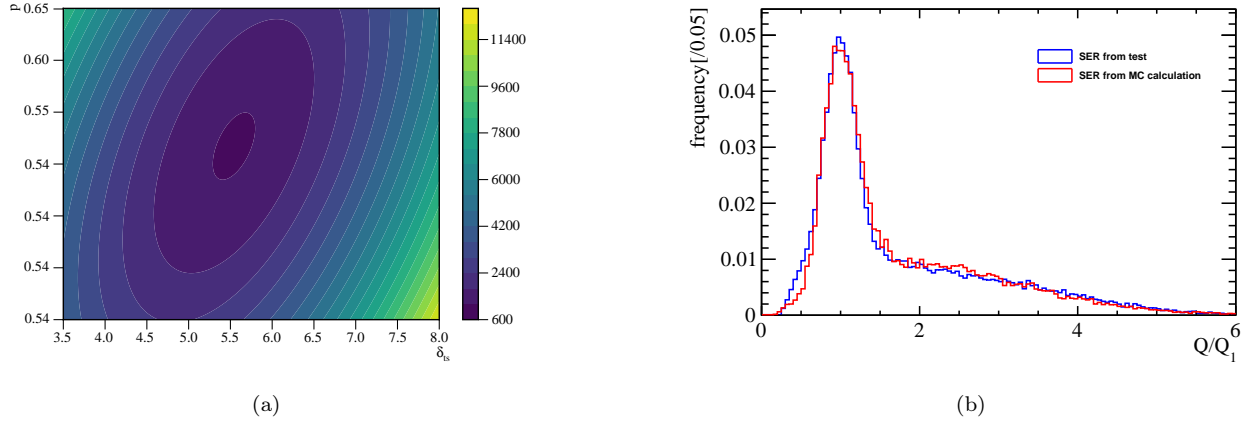 p
0.65
0.60
0.55
0.54
0.54
0.54
0.54
3.5 4.0 4.5 5.0 5.5 6.0 6.5 7.0 7.5 8.0
δts
11400
9600
7800
6000
4200
2400
600
(a)
frequency[/0.05]
0.05
0.04
0.03
0.02
0.01
0
0 2 4 6
Q/Q1
SER from test
SER from MC calculation
(b)